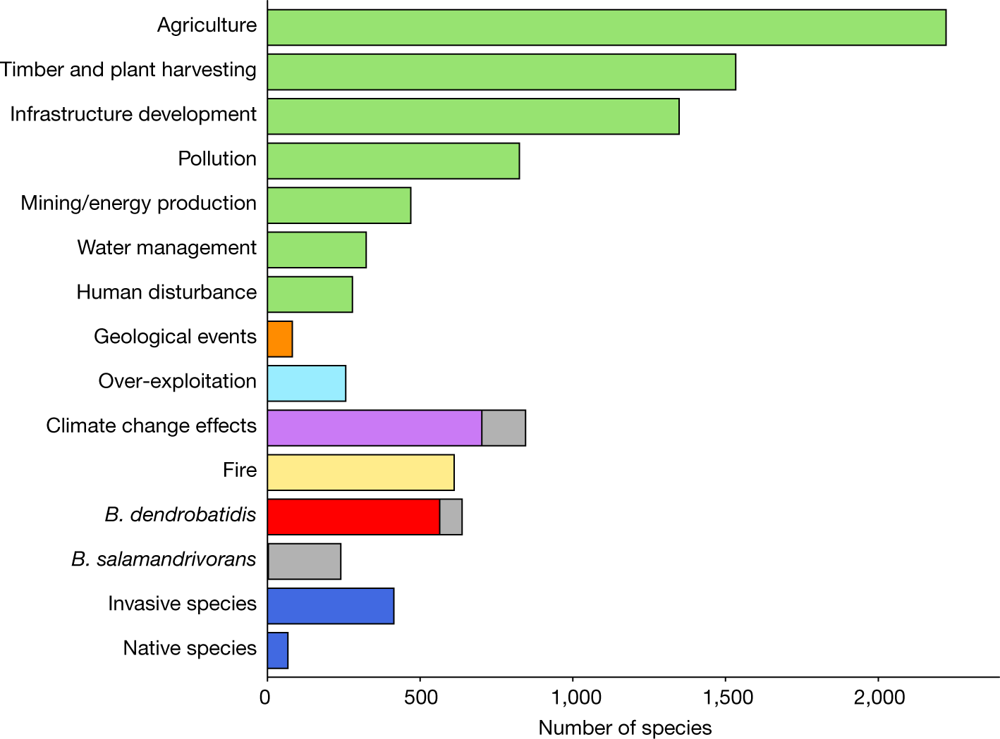 Agriculture
Timber and plant harvesting
Infrastructure development
Pollution
Mining/energy production
Water management
Human disturbance
Geological events
Over-exploitation
Climate change effects
Fire
B. dendrobatidis
B. salamandrivorans
Invasive species
Native species
0 500 1,000 1,500 2,000
Number of species